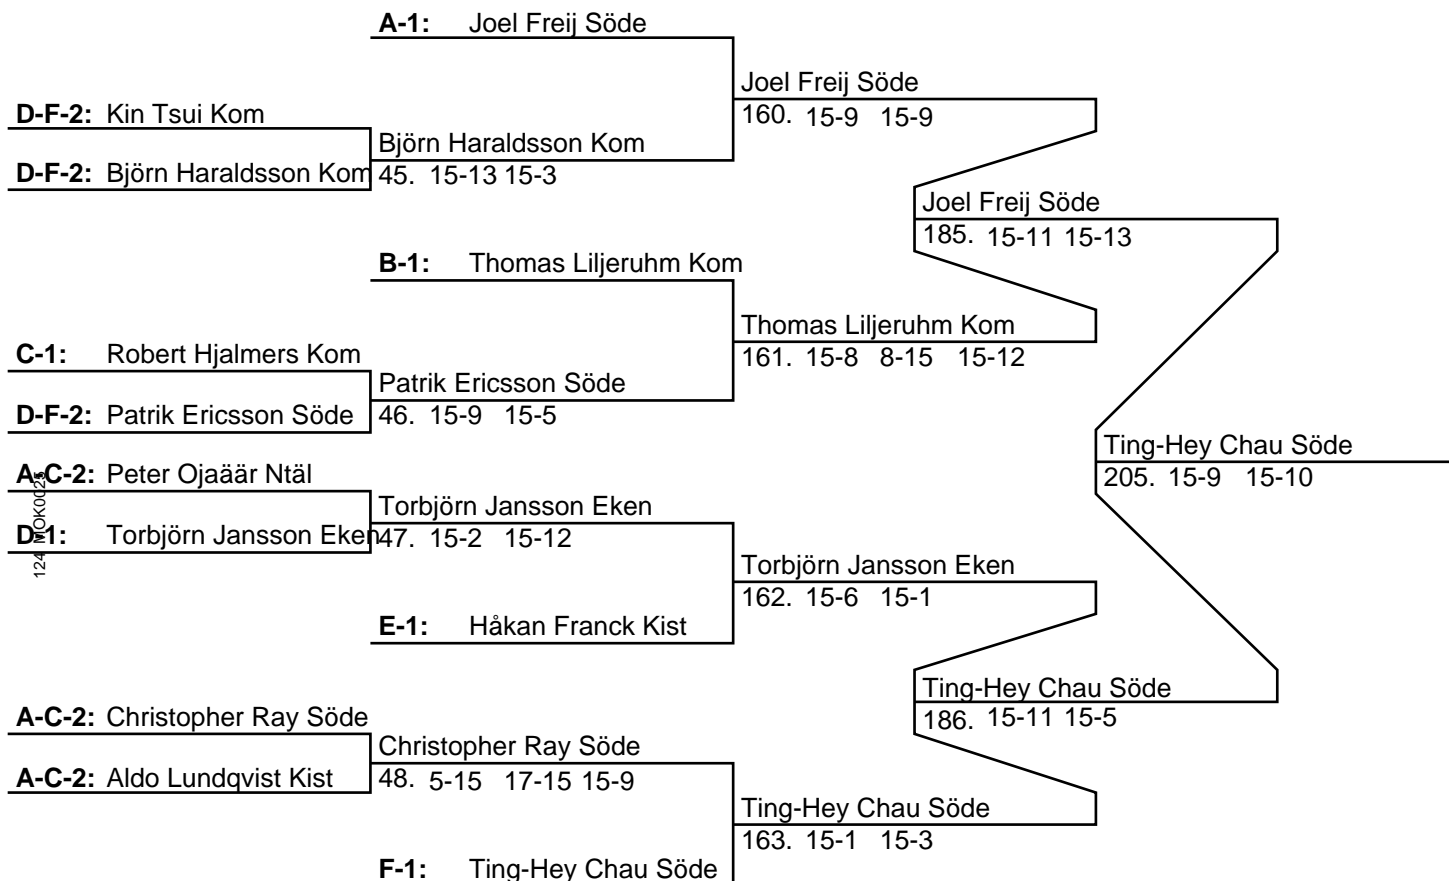 A-1: Joel Freij Söde
Joel Freij Söde
160. 15-9 15-9
D-F-2: Kin Tsui Kom
Björn Haraldsson Kom
D-F-2: Björn Haraldsson Kom
45. 15-13 15-3
Joel Freij Söde
185. 15-11 15-13
B-1: Thomas Liljeruhm Kom
Thomas Liljeruhm Kom
161. 15-8 8-15 15-12
C-1: Robert Hjalmers Kom
Patrik Ericsson Söde
D-F-2: Patrik Ericsson Söde
46. 15-9 15-5
Ting-Hey Chau Söde
205. 15-9 15-10
A-C-2: Peter Ojaäär Ntäl
Torbjörn Jansson Eken
D-1: Torbjörn Jansson Eken
47. 15-2 15-12
124 MOK0025
Torbjörn Jansson Eken
162. 15-6 15-1
E-1: Håkan Franck Kist
Ting-Hey Chau Söde
186. 15-11 15-5
A-C-2: Christopher Ray Söde
Christopher Ray Söde
A-C-2: Aldo Lundqvist Kist
48. 5-15 17-15 15-9
Ting-Hey Chau Söde
163. 15-1 15-3
F-1: Ting-Hey Chau Söde